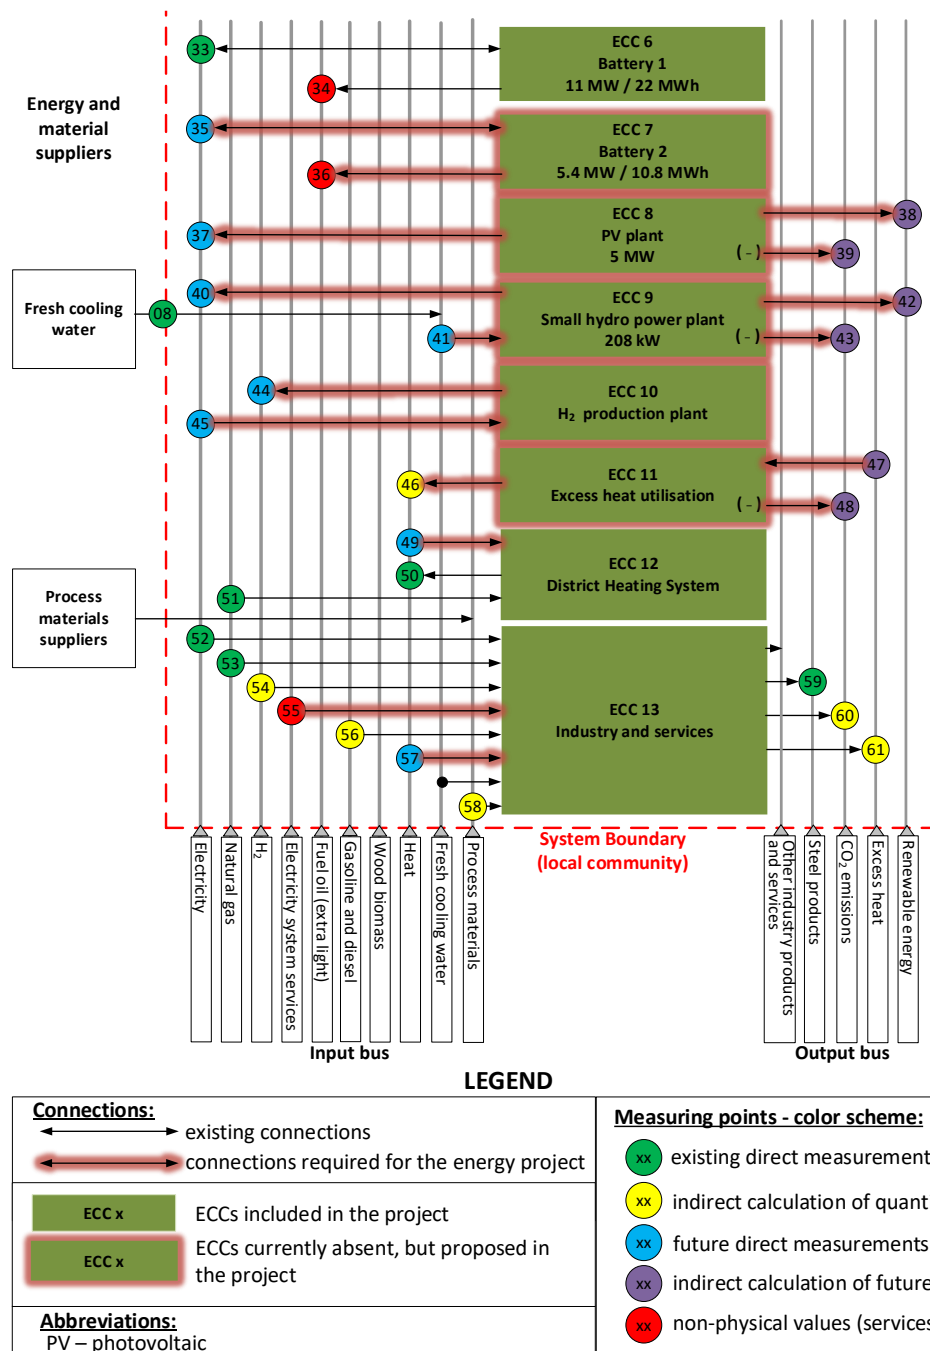 33
ECC 6
Battery 1
11 MW / 22 MWh
34
Energy and
material
suppliers
35
ECC 7
Battery 2
5.4 MW / 10.8 MWh
36
37
ECC 8
PV plant
5 MW
38
(-)
39
Fresh cooling
water
08
40
41
ECC 9
Small hydro power plant
208 kW
42
(-)
43
44
45
ECC 10
H₂ production plant
46
ECC 11
Excess heat utilisation
47
(-)
48
49
50
51
ECC 12
District Heating System
Process
materials
suppliers
52
53
54
55
56
57
58
ECC 13
Industry and services
59
60
61
System Boundary
(local community)
Electricity
Natural gas
H₂
Electricity system services
Fuel oil (extra light)
Gasoline and diesel
Wood biomass
Heat
Fresh cooling water
Process materials
Other industry products
and services
Steel products
CO₂ emissions
Excess heat
Renewable energy
Input bus
Output bus
LEGEND
Connections:
existing connections
connections required for the energy project
ECC x
ECCs included in the project
ECC x
ECCs currently absent, but proposed in
the project
Abbreviations:
PV – photovoltaic
Measuring points - color scheme:
xx existing direct measurement
xx indirect calculation of quant
xx future direct measurements
xx indirect calculation of future
xx non-physical values (services